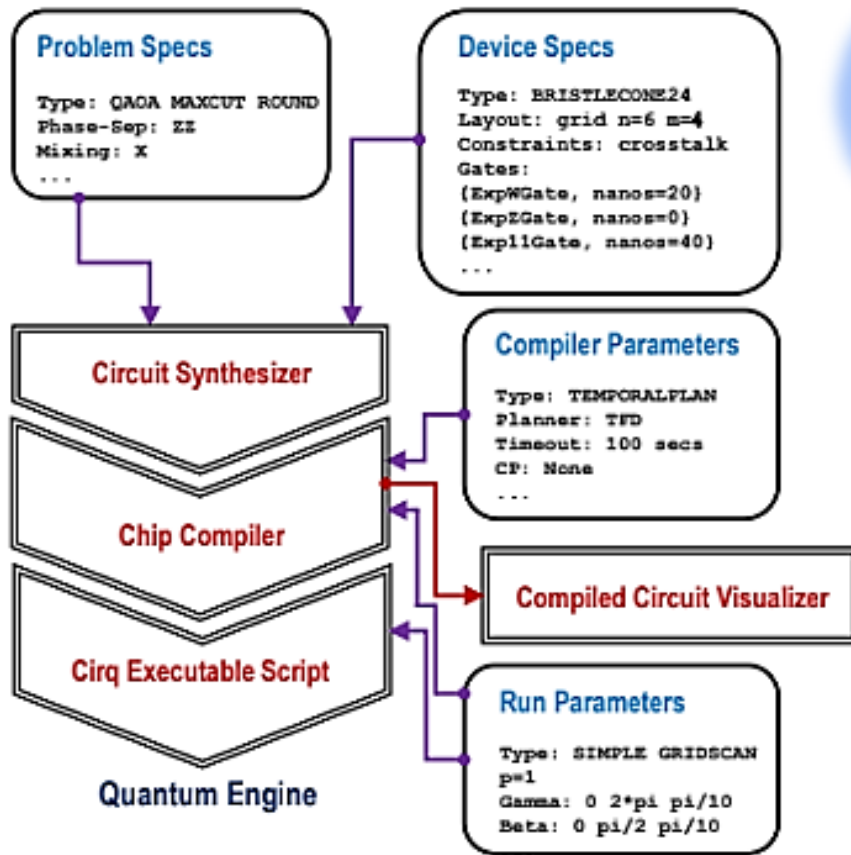 Problem Specs
Type: QAOA MAXCUT ROUND
Phase-Sep: ZZ
Mixing: X
...
Device Specs
Type: BRISTLECONE24
Layout: grid n=6 m=4
Constraints: crosstalk
Gates:
{ExpWGate, nanos=20}
{ExpZGate, nanos=0}
{Exp11Gate, nanos=40}
...
Circuit Synthesizer
Compiler Parameters
Type: TEMPORALPLAN
Planner: TFD
Timeout: 100 secs
CP: None
...
Chip Compiler
Compiled Circuit Visualizer
Cirq Executable Script
Run Parameters
Type: SIMPLE GRIDSCAN
p=1
Gamma: 0 2*pi pi/10
Beta: 0 pi/2 pi/10
Quantum Engine